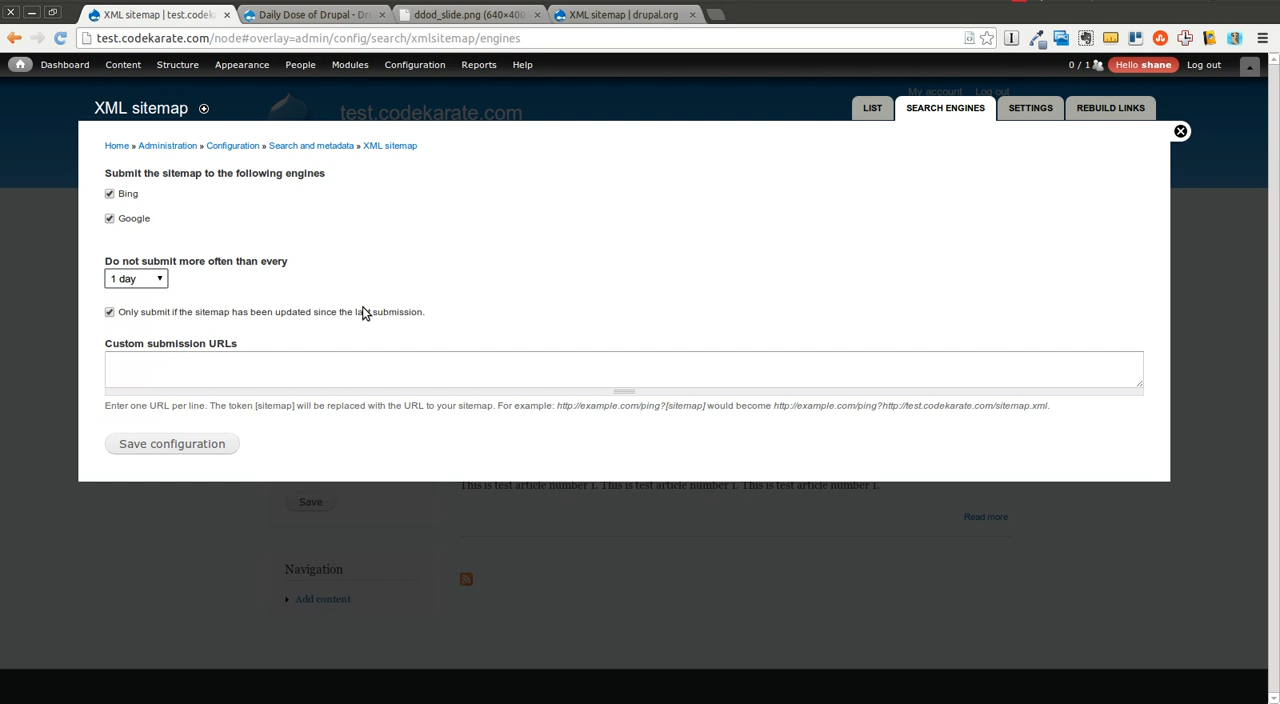 XML sitemap | test.codek
Daily Dose of Drupal - Dr
ddod_slide.png (640×400
XML sitemap | drupal.org
test.codekarate.com/node#overlay=admin/config/search/xmlsitemap/engines
Dashboard Content Structure Appearance People Modules Configuration Reports Help 0 / 1 Hello shane Log out
My account Log out
XML sitemap test.codekarate.com LIST SEARCH ENGINES SETTINGS REBUILD LINKS
Home » Administration » Configuration » Search and metadata » XML sitemap
Submit the sitemap to the following engines
Bing
Google
Do not submit more often than every
1 day
Only submit if the sitemap has been updated since the submission.
Custom submission URLs
Enter one URL per line. The token [sitemap] will be replaced with the URL to your sitemap. For example: http://example.com/ping?[sitemap] would become http://example.com/ping?http://test.codekarate.com/sitemap.xml.
Save configuration
This is test article number 1. This is test article number 1. This is test article number 1.
Save
Read more
Navigation
Add content